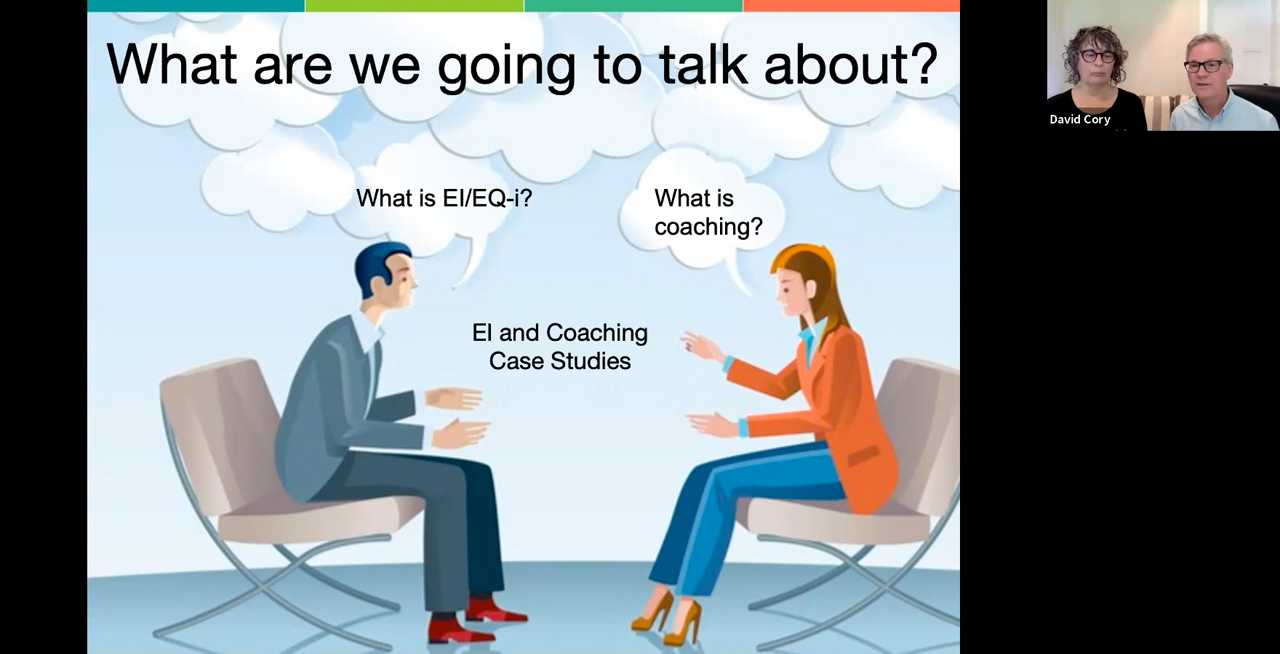 What are we going to talk about?
What is EI/EQ-i?
What is
coaching?
EI and Coaching
Case Studies
David Cory